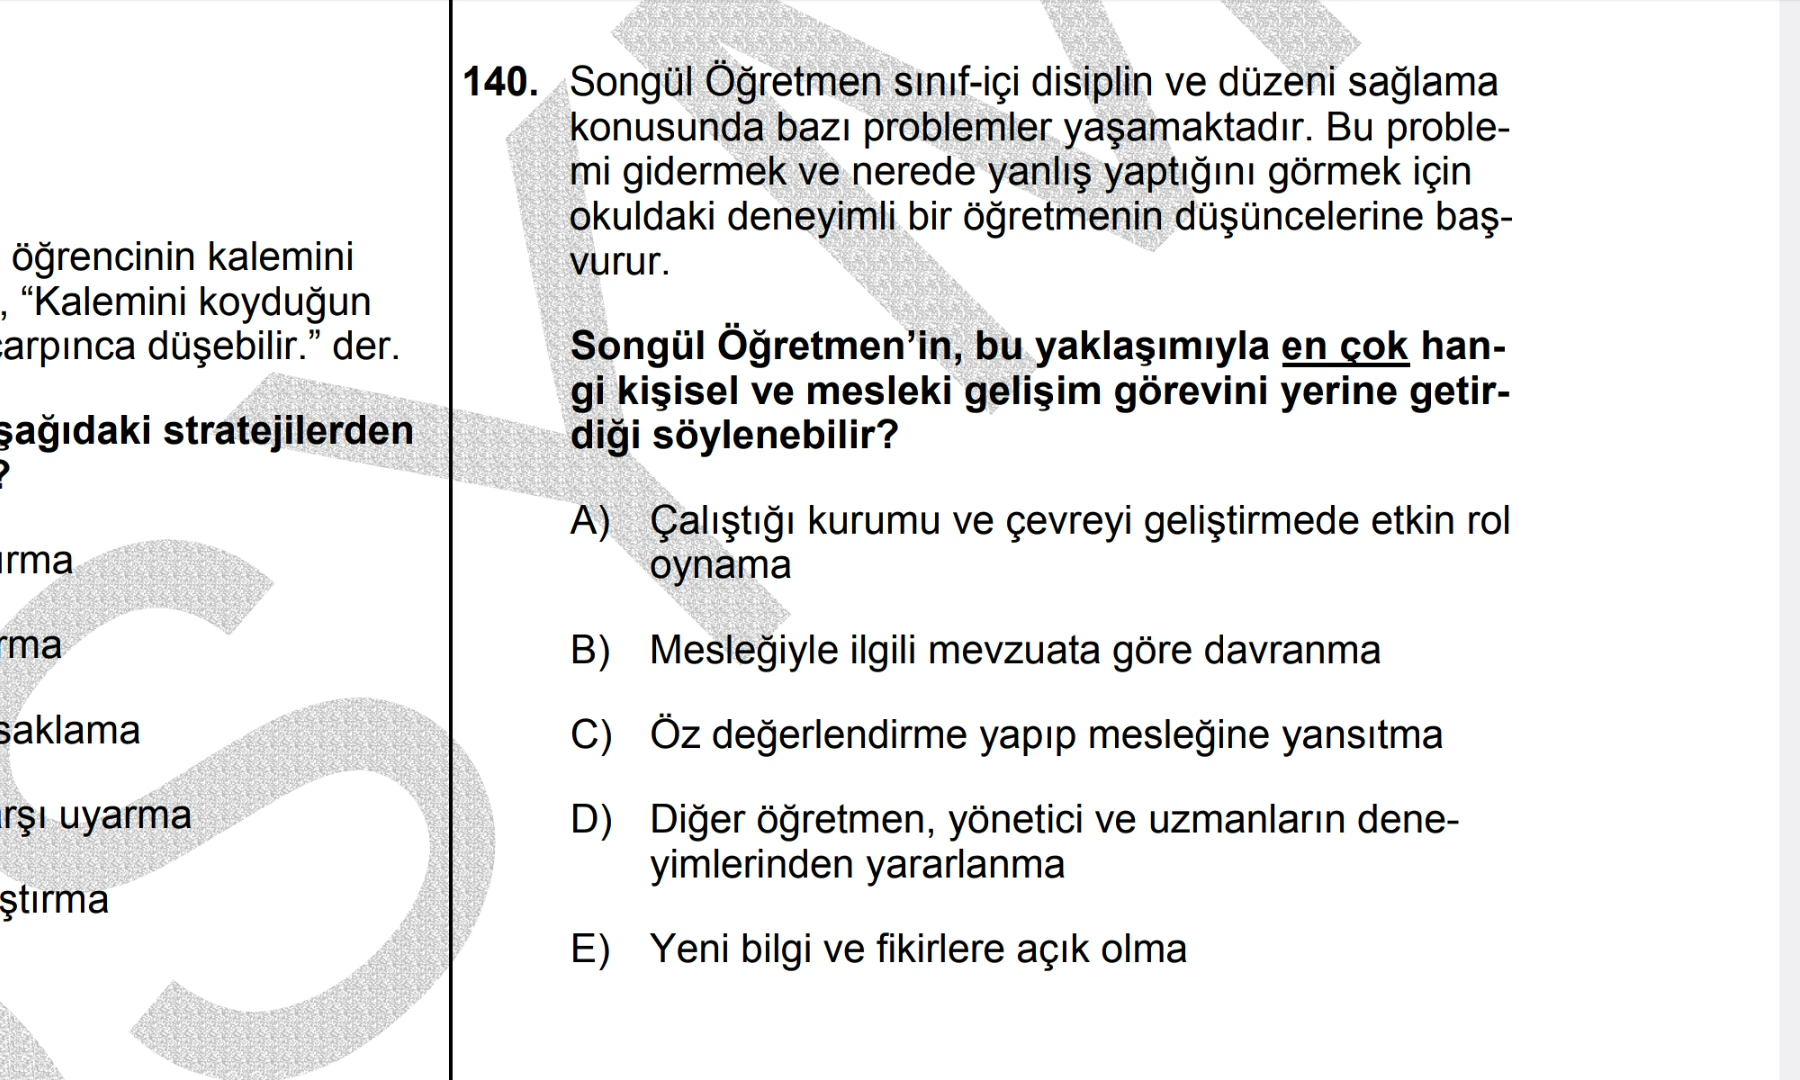 öğrencinin kalemini
, “Kalemini koyduğun
çarpınca düşebilir.” der.
şağıdaki stratejilerden
?
ırma
rma
saklama
arşı uyarma
ştırma
140. Songül Öğretmen sınıf-içi disiplin ve düzeni sağlama
konusunda bazı problemler yaşamaktadır. Bu proble-
mi gidermek ve nerede yanlış yaptığını görmek için
okuldaki deneyimli bir öğretmenin düşüncelerine baş-
vurur.
Songül Öğretmen’in, bu yaklaşımıyla en çok han-
gi kişisel ve mesleki gelişim görevini yerine getir-
diği söylenebilir?
A) Çalıştığı kurumu ve çevreyi geliştirmede etkin rol
oynama
B) Mesleğiyle ilgili mevzuata göre davranma
C) Öz değerlendirme yapıp mesleğine yansıtma
D) Diğer öğretmen, yönetici ve uzmanların dene-
yimlerinden yararlanma
E) Yeni bilgi ve fikirlere açık olma